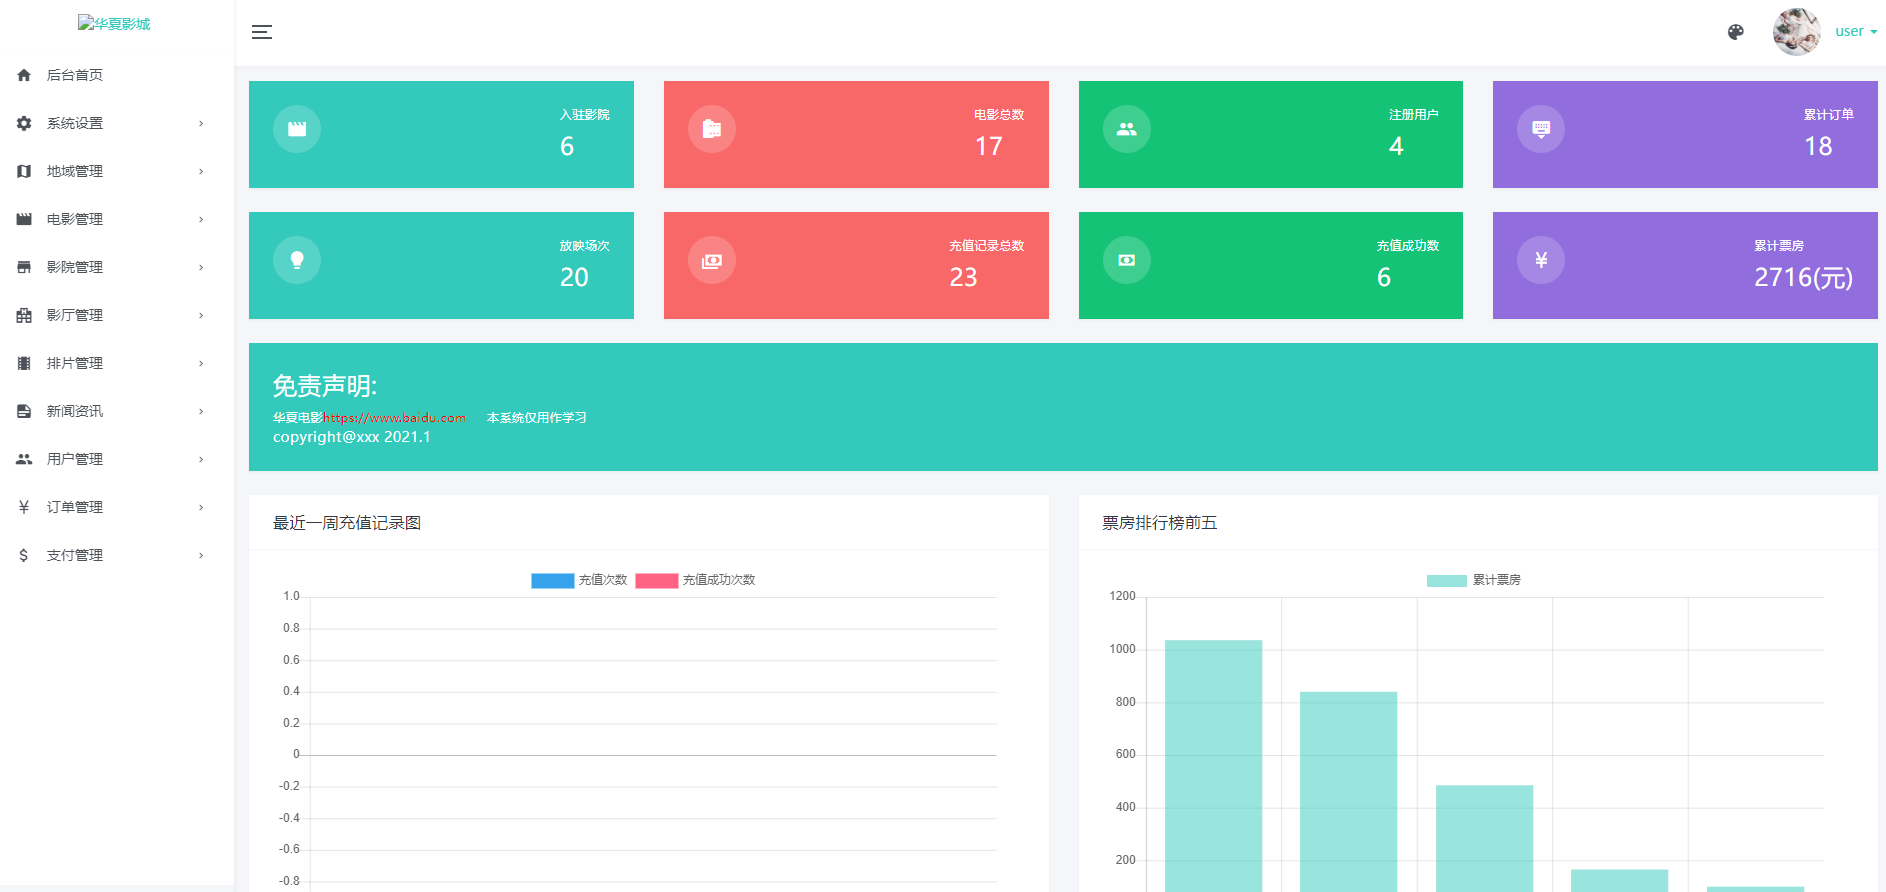 华夏影城
user
后台首页
系统设置
地域管理
电影管理
影院管理
影厅管理
排片管理
新闻资讯
用户管理
订单管理
支付管理
入驻影院
6
电影总数
17
注册用户
4
累计订单
18
放映场次
20
充值记录总数
23
充值成功数
6
累计票房
2716(元)
免责声明:
华夏电影https://www.baidu.com 本系统仅用作学习
copyright@xxx 2021.1
最近一周充值记录图
充值次数 充值成功次数
1.0
0.8
0.6
0.4
0.2
0
-0.2
-0.4
-0.6
-0.8
票房排行榜前五
累计票房
1200
1000
800
600
400
200